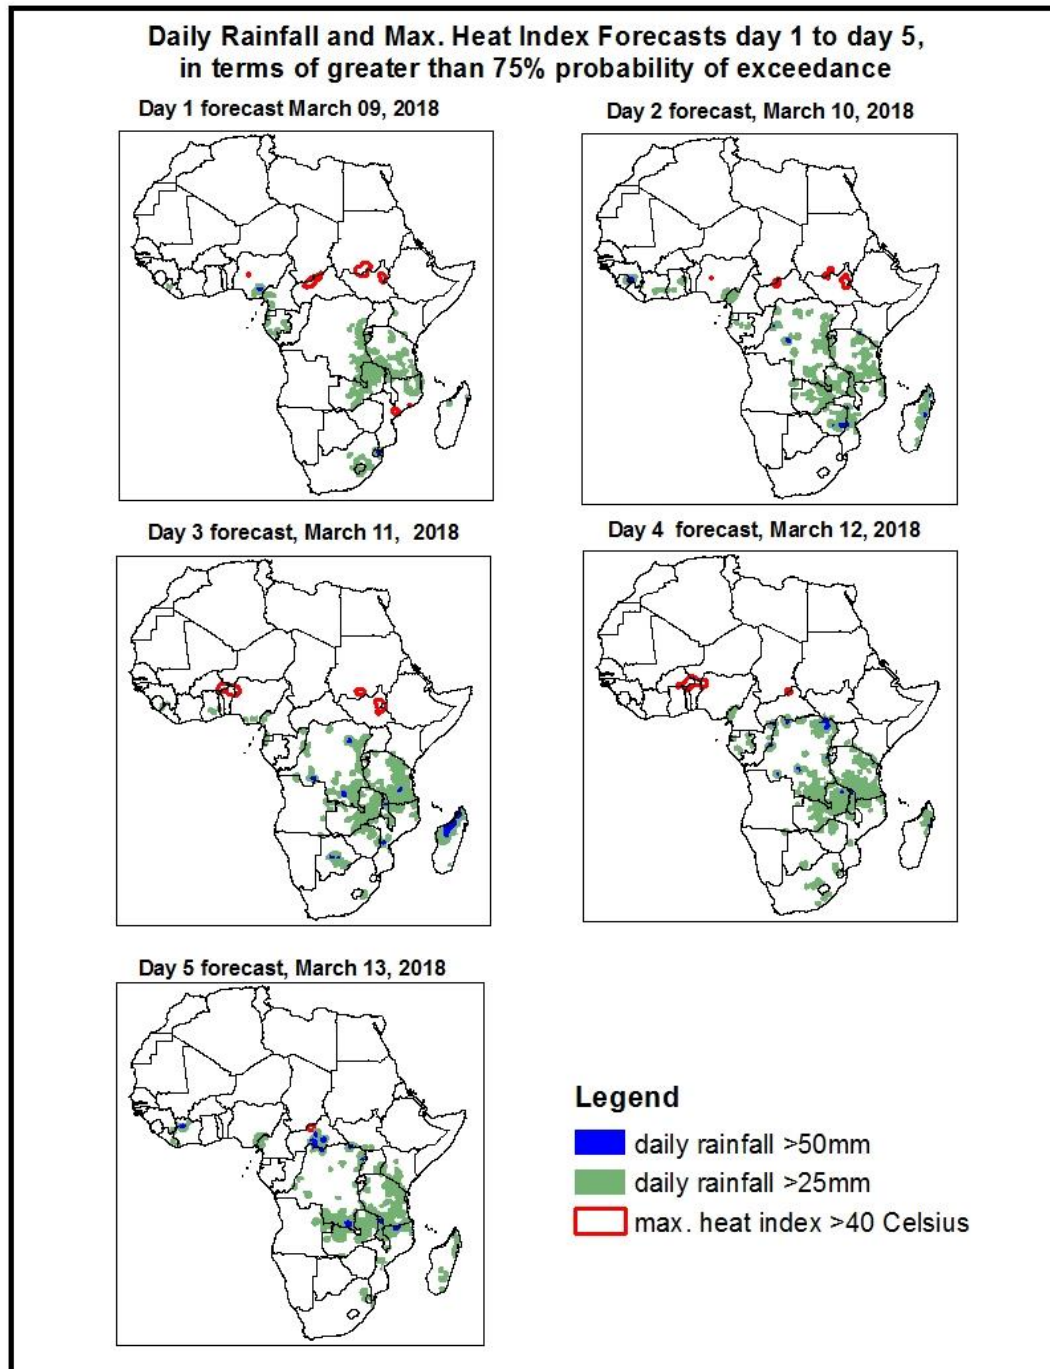 Daily Rainfall and Max. Heat Index Forecasts day 1 to day 5,
in terms of greater than 75% probability of exceedance
Day 1 forecast March 09, 2018
Day 2 forecast, March 10, 2018
Day 3 forecast, March 11, 2018
Day 4 forecast, March 12, 2018
Day 5 forecast, March 13, 2018
Legend
daily rainfall >50mm
daily rainfall >25mm
max. heat index >40 Celsius